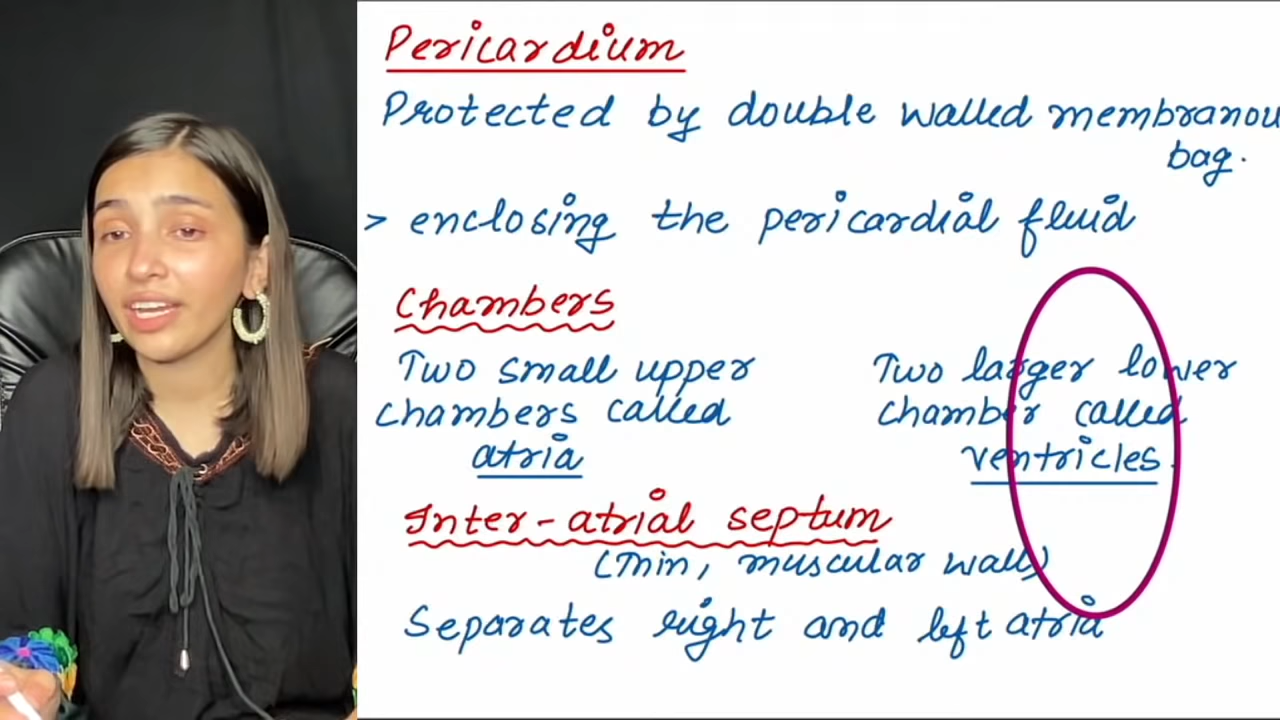 Pericardium
Protected by double walled membranou
bag.
> enclosing the pericardial fluid
Chambers
Two small upper
chambers called
atria
Two larger lower
chamber called
ventricles.
Inter-atrial septum
(Thin, muscular wall)
Separates right and left atria